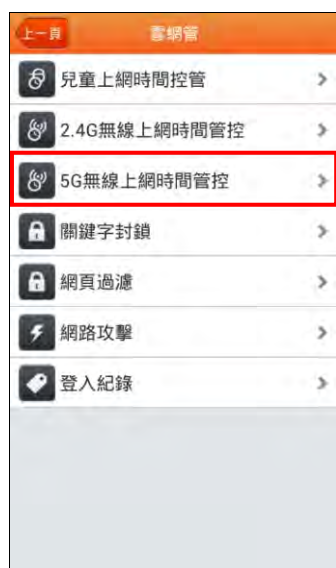 上一頁
雲網管
兒童上網時間控管
2.4G無線上網時間管控
5G無線上網時間管控
關鍵字封鎖
網頁過濾
網路攻擊
登入紀錄